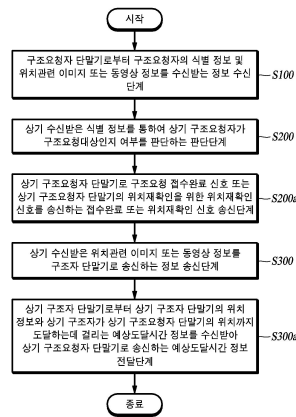 시작
구조요청자 단말기로부터 구조요청자의 식별 정보 및
위치관련 이미지 또는 동영상 정보를 수신받는 정보 수신
단계
S100
상기 수신받은 식별 정보를 통하여 상기 구조요청자가
구조요청대상인지 여부를 판단하는 판단단계
S200
상기 구조요청자 단말기로 구조요청 접수완료 신호 또는
상기 구조요청자 단말기의 위치재확인을 위한 위치재확인
신호를 송신하는 접수완료 또는 위치재확인 신호 송신단계
S200a
상기 수신받은 위치관련 이미지 또는 동영상 정보를
구조자 단말기로 송신하는 정보 송신단계
S300
상기 구조자 단말기로부터 상기 구조자 단말기의 위치
정보와 상기 구조자가 상기 구조요청자 단말기의 위치까지
도달하는데 걸리는 예상도달시간 정보를 수신받아
상기 구조요청자 단말기로 송신하는 예상도달시간 정보
전달단계
S300a
종료